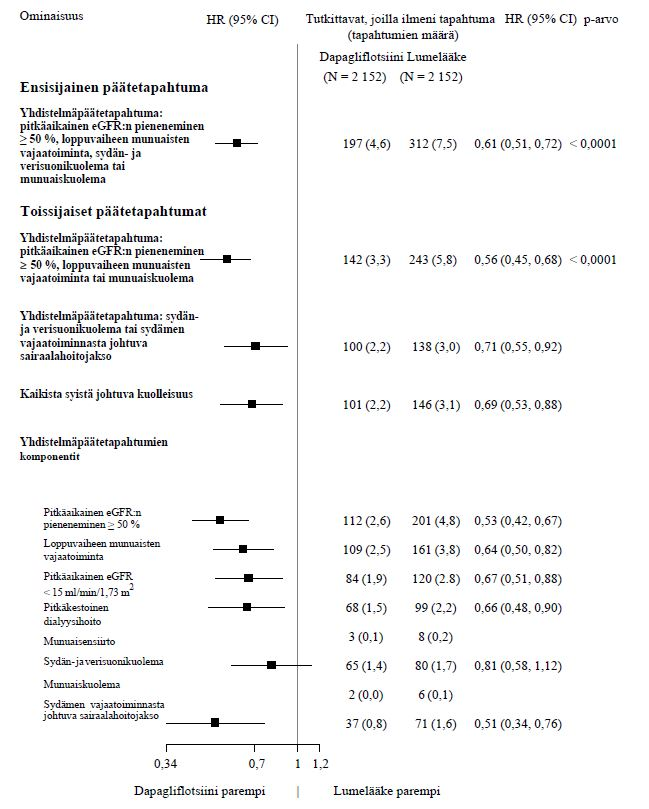 Ominaisuus HR (95% CI) Tutkittavat, joilla ilmeni tapahtuma HR (95% CI) p-arvo
(tapahtumien määrä)
Dapagliflotsiini Lumelääke
(N = 2 152) (N = 2 152)
Ensisijainen päätetapahtuma
Yhdistelmäpäätetapahtuma:
pitkäaikainen eGFR:n pieneneminen
≥ 50 %, loppuvaiheen munuaisten
vajaatoiminta, sydän- ja
verisuonikuolema tai
munuaiskuolema
197 (4,6) 312 (7,5) 0,61 (0,51, 0,72) < 0,0001
Toissijaiset päätetapahtumat
Yhdistelmäpäätetapahtuma:
pitkäaikainen eGFR:n pieneneminen
≥ 50 %, loppuvaiheen munuaisten
vajaatoiminta tai munuaiskuolema
142 (3,3) 243 (5,8) 0,56 (0,45, 0,68) < 0,0001
Yhdistelmäpäätetapahtuma: sydän-
ja verisuonikuolema tai sydämen
vajaatoiminnasta johtuva
sairaalahoitojakso
100 (2,2) 138 (3,0) 0,71 (0,55, 0,92)
Kaikista syistä johtuva kuolleisuus
101 (2,2) 146 (3,1) 0,69 (0,53, 0,88)
Yhdistelmäpäätetapahtumien
komponentit
Pitkäaikainen eGFR:n
pieneneminen ≥ 50 %
112 (2,6) 201 (4,8) 0,53 (0,42, 0,67)
Loppuvaiheen munuaisten
vajaatoiminta
109 (2,5) 161 (3,8) 0,64 (0,50, 0,82)
Pitkäaikainen eGFR
< 15 ml/min/1,73 m²
84 (1,9) 120 (2.8) 0,67 (0,51, 0,88)
Pitkäkestoinen
dialyysihoito
68 (1,5) 99 (2,2) 0,66 (0,48, 0,90)
Munuaisensiirto
3 (0,1) 8 (0,2)
Sydän- ja verisuonikuolema
65 (1,4) 80 (1,7) 0,81 (0,58, 1,12)
Munuaiskuolema
2 (0,0) 6 (0,1)
Sydämen vajaatoiminnasta
johtuva sairaalahoitojakso
37 (0,8) 71 (1,6) 0,51 (0,34, 0,76)
0,34 0,7 1 1,2
Dapagliflotsiini parempi | Lumelääke parempi